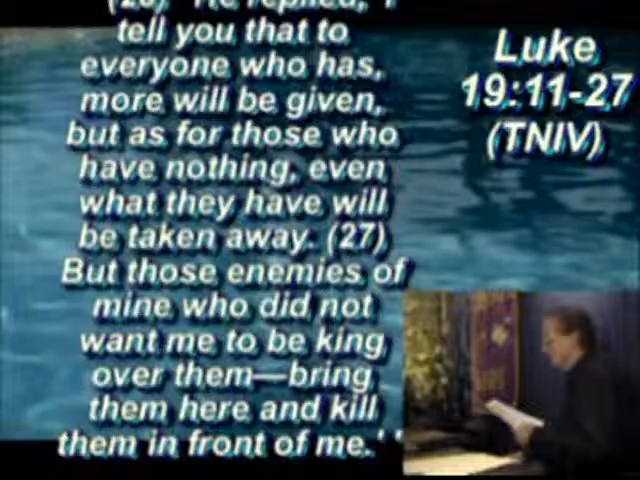 (26) "He replied, 'I
tell you that to
everyone who has,
more will be given,
but as for those who
have nothing, even
what they have will
be taken away. (27)
But those enemies of
mine who did not
want me to be king
over them—bring
them here and kill
them in front of me.' "
Luke
19:11-27
(TNIV)